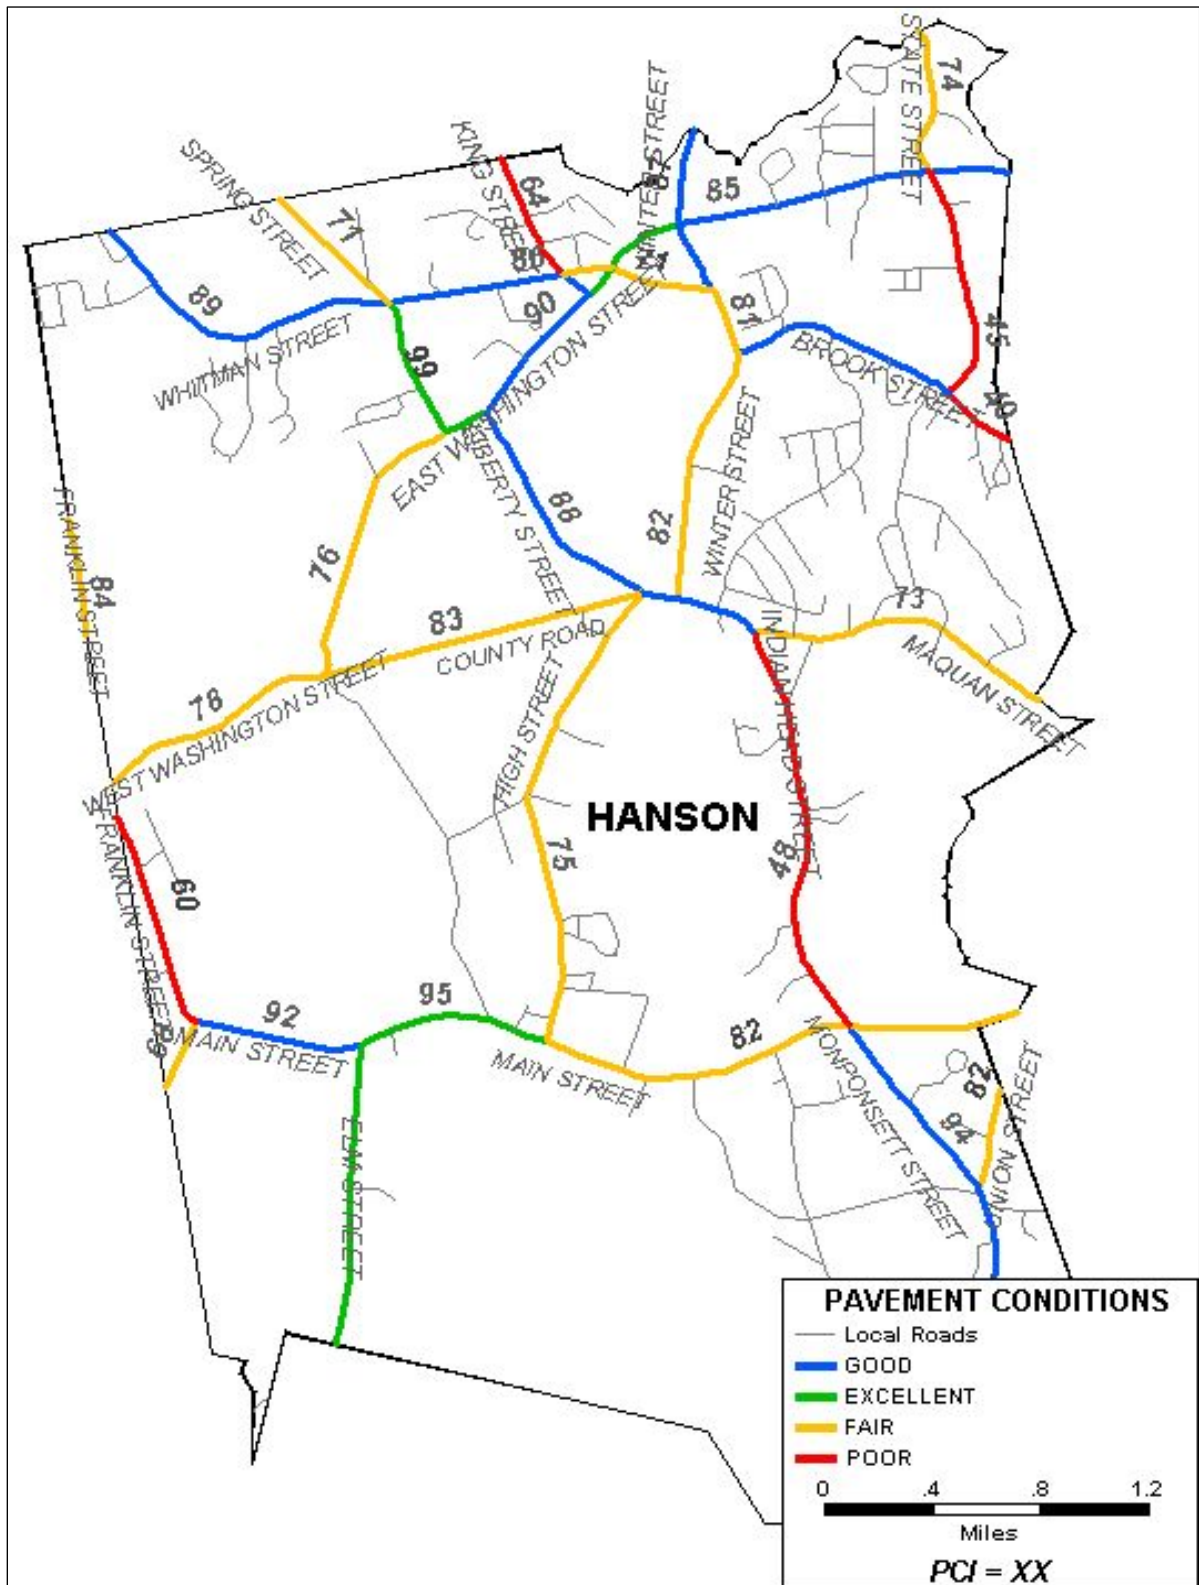 STATE STREET
74
WINTER STREET
KING STREET
SPRING STREET
64
85
71
90
89
WHITMAN STREET
99
81
45
BROOK STREET
40
EAST WASHINGTON STREET
LIBERTY STREET
88
82
WINTER STREET
FRANKLIN STREET
84
76
83
COUNTY ROAD
73
MAQUAN STREET
INDIAN HEAD STREET
78
WEST WASHINGTON STREET
HIGH STREET
HANSON
75
48
FRANKLIN STREET
60
92
MAIN STREET
95
MAIN STREET
82
MONPONSETT STREET
82
UNION STREET
94
ELM STREET
PAVEMENT CONDITIONS
Local Roads
GOOD
EXCELLENT
FAIR
POOR
0 .4 .8 1.2
Miles
PCI = XX